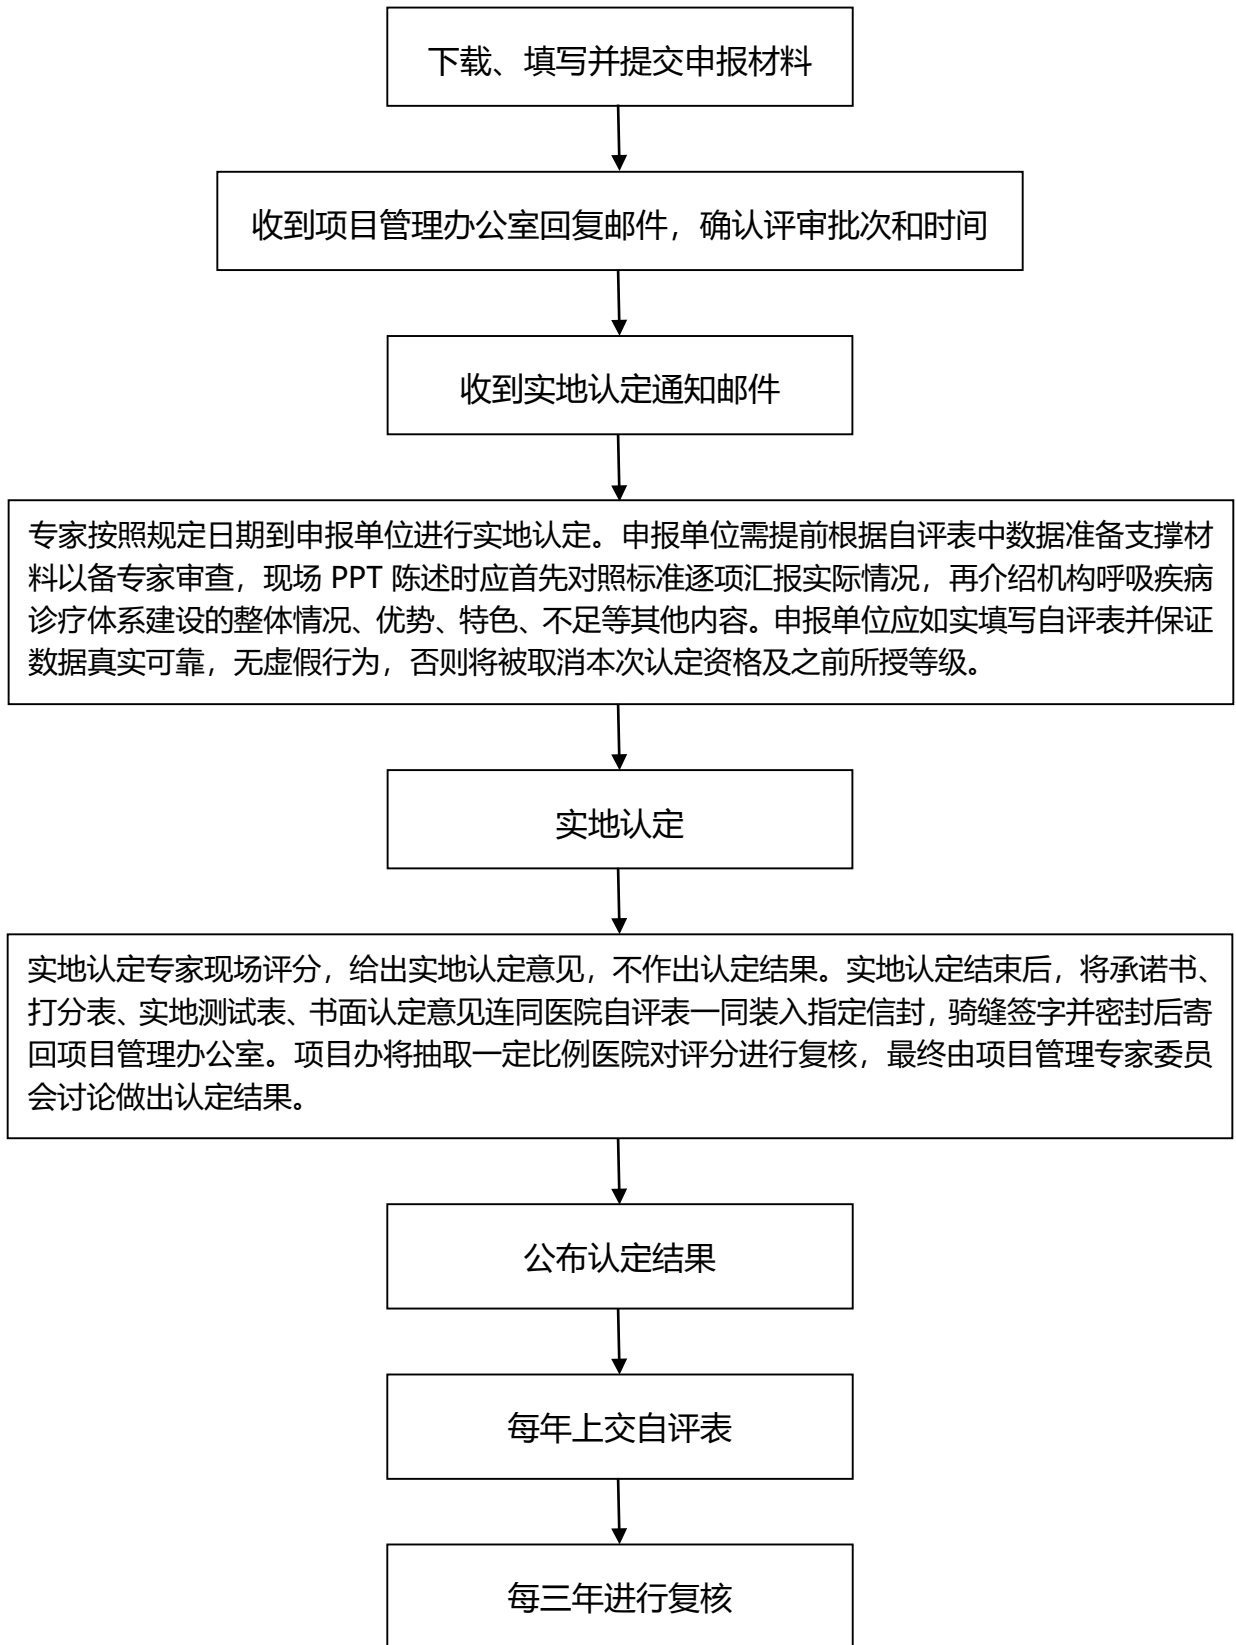 下载、填写并提交申报材料
收到项目管理办公室回复邮件，确认评审批次和时间
收到实地认定通知邮件
专家按照规定日期到申报单位进行实地认定。申报单位需提前根据自评表中数据准备支撑材
料以备专家审查，现场 PPT 陈述时应首先对照标准逐项汇报实际情况，再介绍机构呼吸疾病
诊疗体系建设的整体情况、优势、特色、不足等其他内容。申报单位应如实填写自评表并保证
数据真实可靠，无虚假行为，否则将被取消本次认定资格及之前所授等级。
实地认定
实地认定专家现场评分，给出实地认定意见，不作出认定结果。实地认定结束后，将承诺书、
打分表、实地测试表、书面认定意见连同医院自评表一同装入指定信封，骑缝签字并密封后寄
回项目管理办公室。项目办将抽取一定比例医院对评分进行复核，最终由项目管理专家委员
会讨论做出认定结果。
公布认定结果
每年上交自评表
每三年进行复核